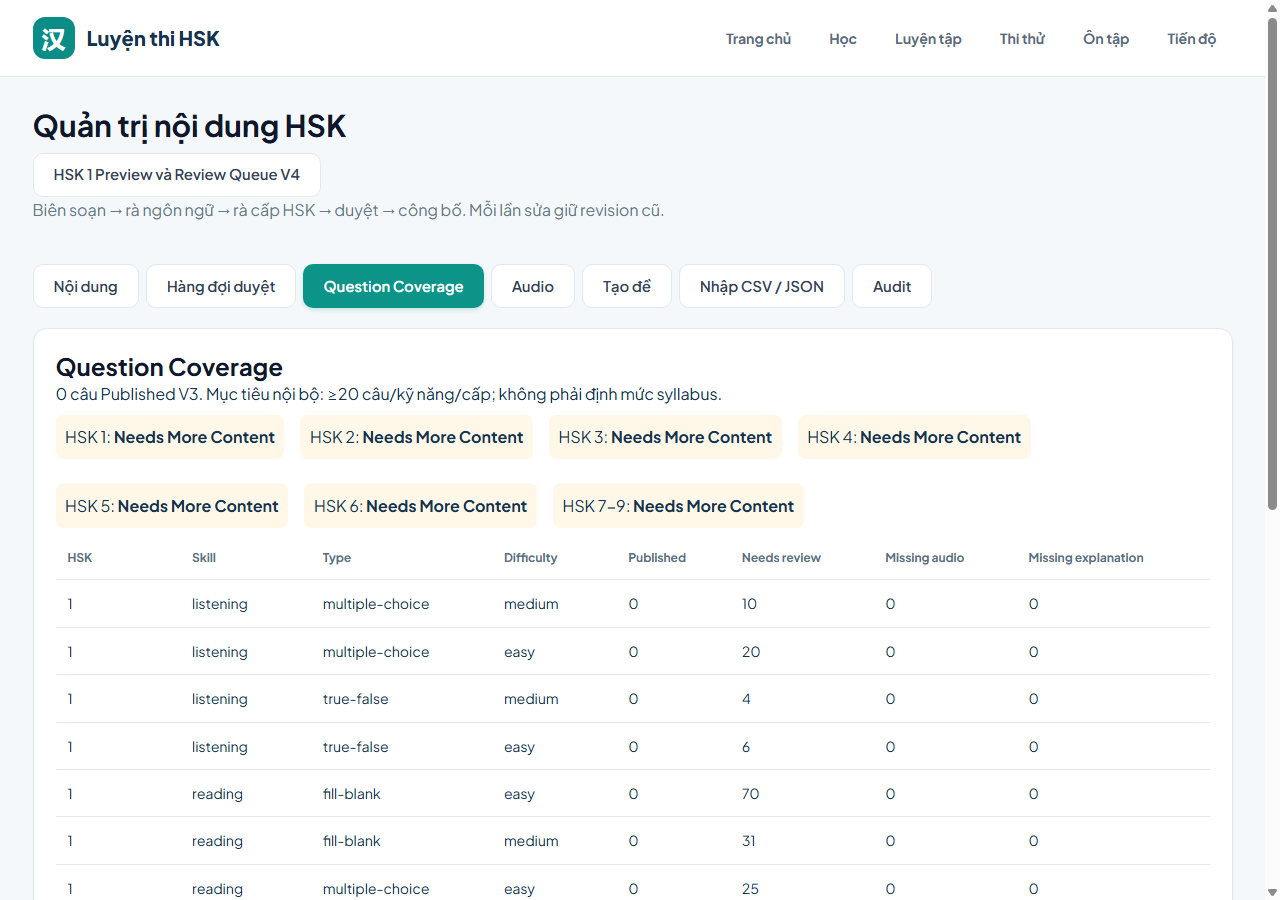 汉 Luyện thi HSK Trang chủ Học Luyện tập Thi thử Ôn tập Tiến độ
Quản trị nội dung HSK
HSK 1 Preview và Review Queue V4
Biên soạn → rà ngôn ngữ → rà cấp HSK → duyệt → công bố. Mỗi lần sửa giữ revision cũ.
Nội dung Hàng đợi duyệt Question Coverage Audio Tạo đề Nhập CSV / JSON Audit
Question Coverage
0 câu Published V3. Mục tiêu nội bộ: ≥20 câu/kỹ năng/cấp; không phải định mức syllabus.
HSK 1: Needs More Content HSK 2: Needs More Content HSK 3: Needs More Content HSK 4: Needs More Content
HSK 5: Needs More Content HSK 6: Needs More Content HSK 7–9: Needs More Content
HSK Skill Type Difficulty Published Needs review Missing audio Missing explanation
1 listening multiple-choice medium 0 10 0 0
1 listening multiple-choice easy 0 20 0 0
1 listening true-false medium 0 4 0 0
1 listening true-false easy 0 6 0 0
1 reading fill-blank easy 0 70 0 0
1 reading fill-blank medium 0 31 0 0
1 reading multiple-choice easy 0 25 0 0